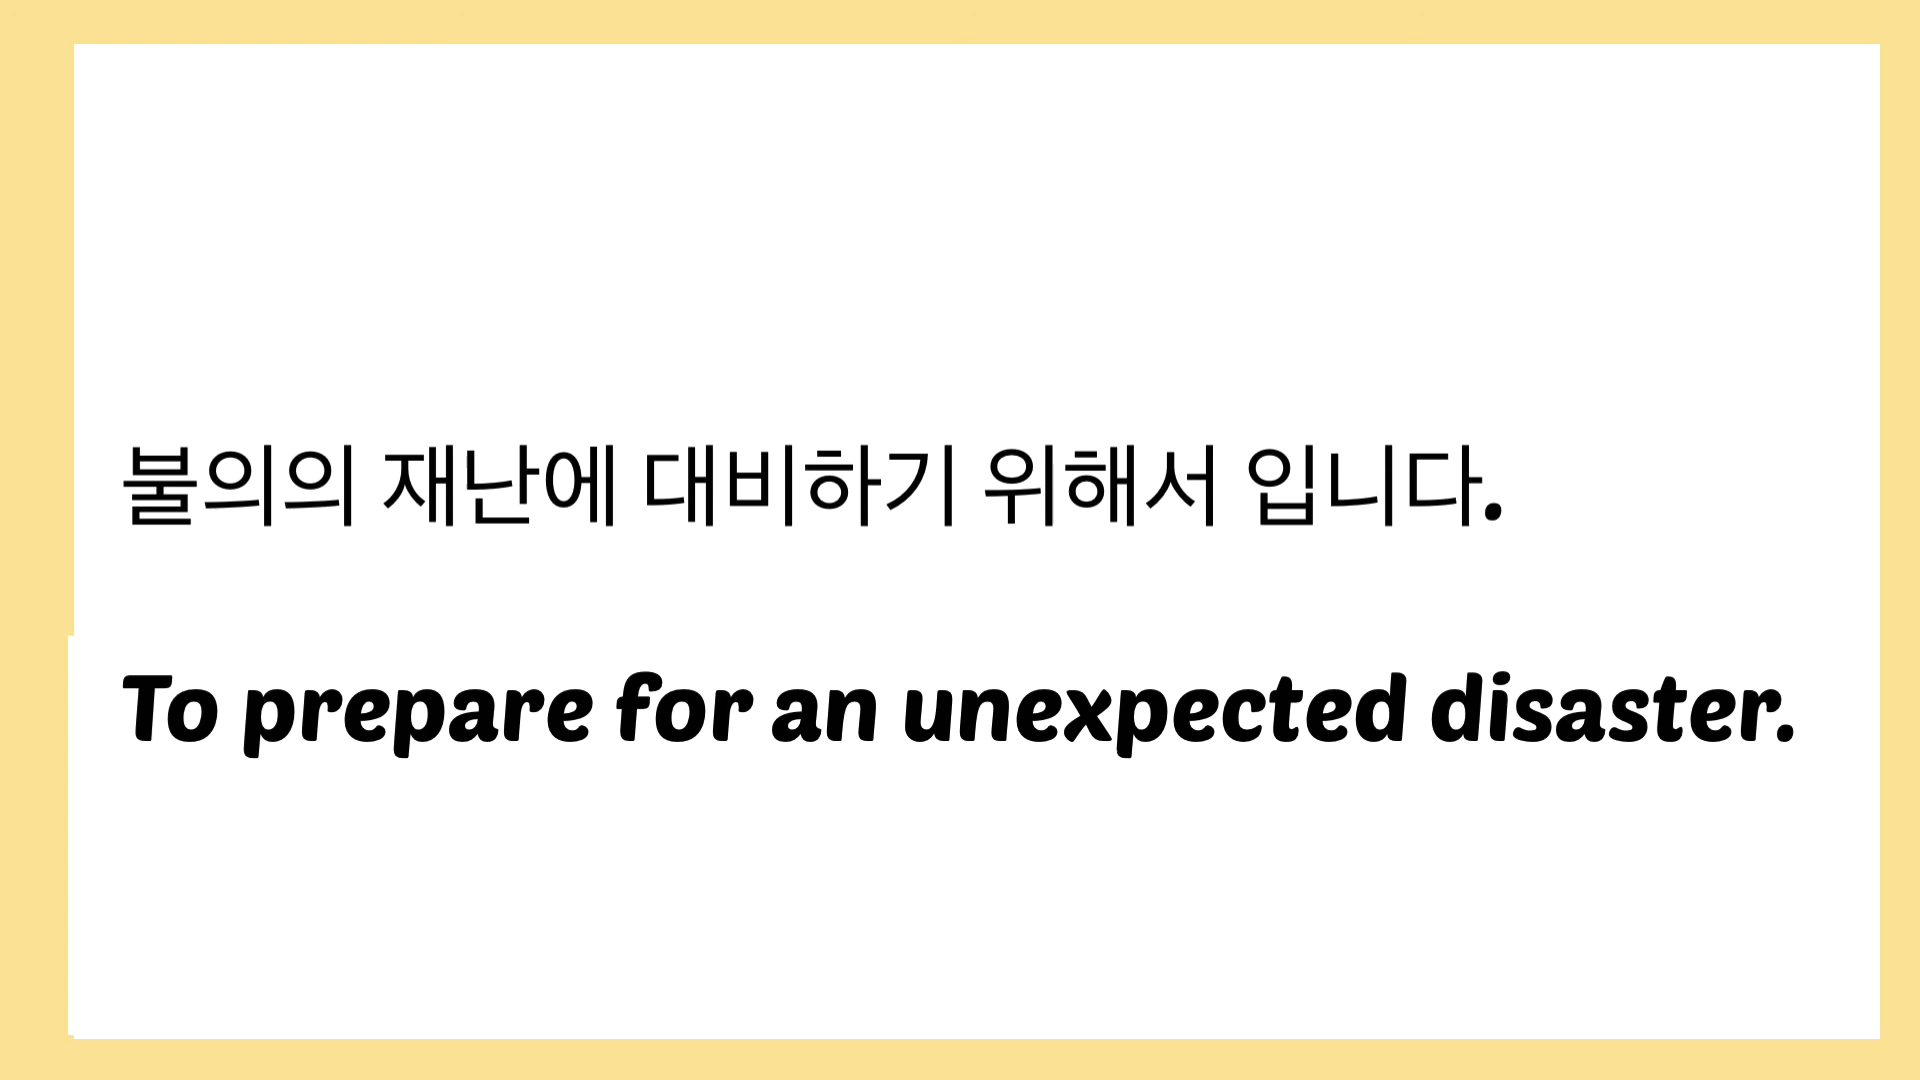 불의의 재난에 대비하기 위해서 입니다.
To prepare for an unexpected disaster.